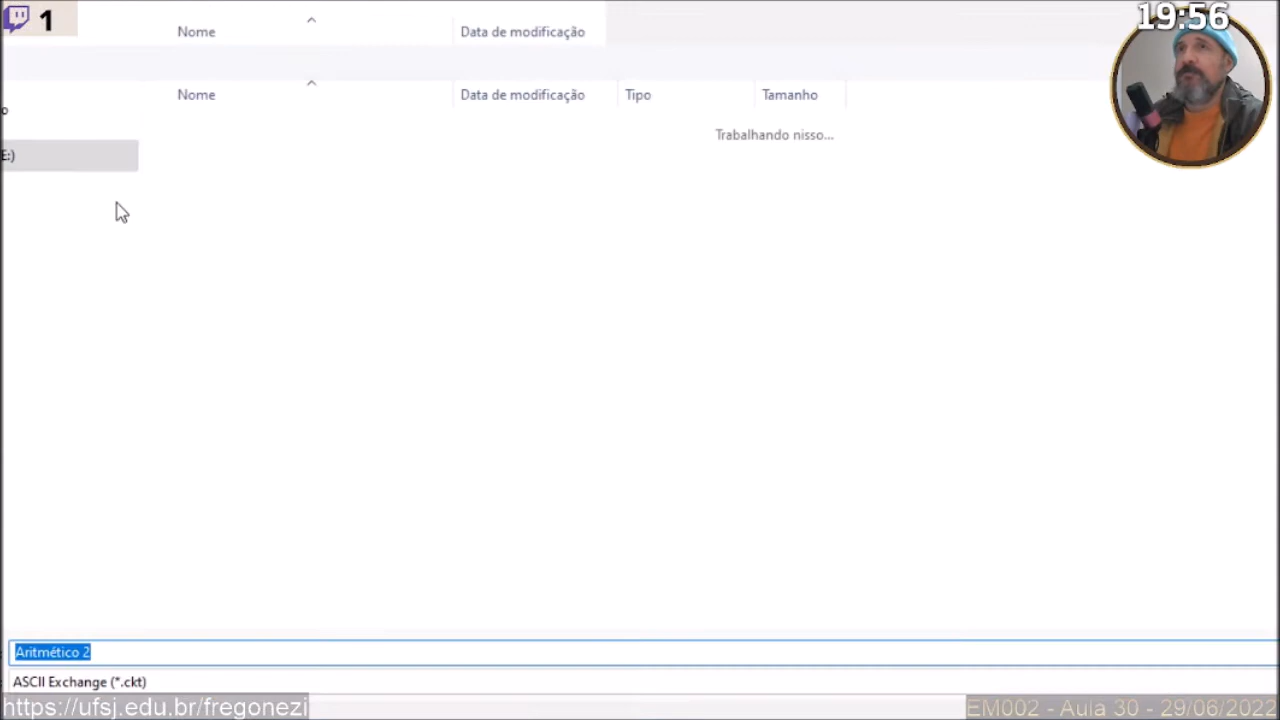 1
19:56
Nome
Data de modificação
Nome
Data de modificação
Tipo
Tamanho
o
Trabalhando nisso...
E:)
Aritmético 2
ASCII Exchange (*.ckt)
https://ufsj.edu.br/fregonezi
EM002 - Aula 30 - 29/06/2022